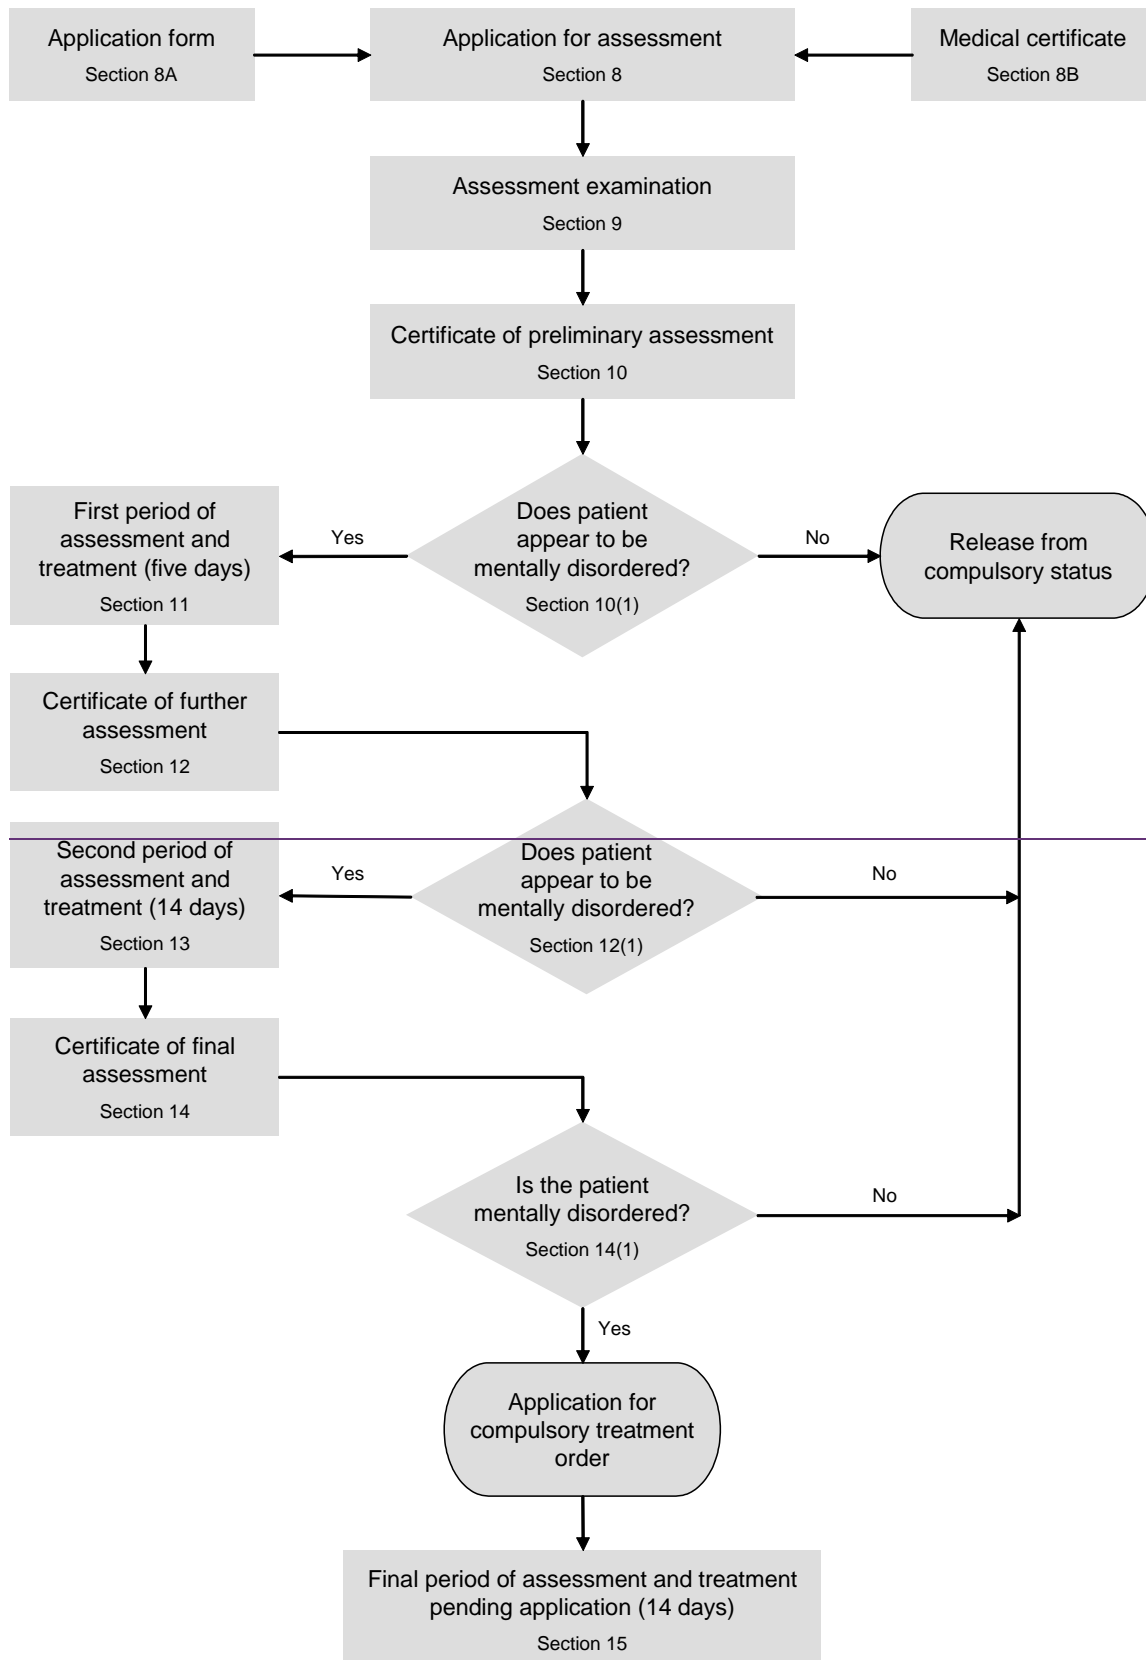 Application form
Section 8A
Application for assessment
Section 8
Medical certificate
Section 8B
Assessment examination
Section 9
Certificate of preliminary assessment
Section 10
First period of
assessment and
treatment (five days)
Section 11
Yes
Does patient
appear to be
mentally disordered?
Section 10(1)
No
Release from
compulsory status
Certificate of further
assessment
Section 12
Second period of
assessment and
treatment (14 days)
Section 13
Yes
Does patient
appear to be
mentally disordered?
Section 12(1)
No
Certificate of final
assessment
Section 14
Is the patient
mentally disordered?
Section 14(1)
No
Yes
Application for
compulsory treatment
order
Final period of assessment and treatment
pending application (14 days)
Section 15